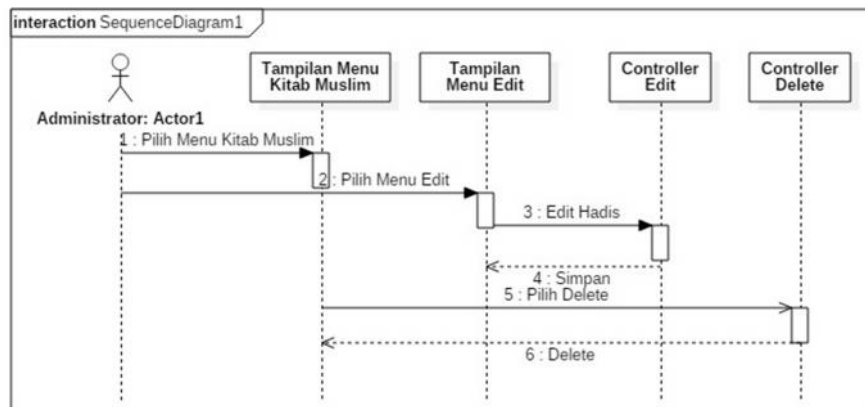 interaction SequenceDiagram1
Tampilan Menu
Kitab Muslim
Tampilan
Menu Edit
Controller
Edit
Controller
Delete
Administrator: Actor1
1 : Pilih Menu Kitab Muslim
2 : Pilih Menu Edit
3 : Edit Hadis
4 : Simpan
5 : Pilih Delete
6 : Delete